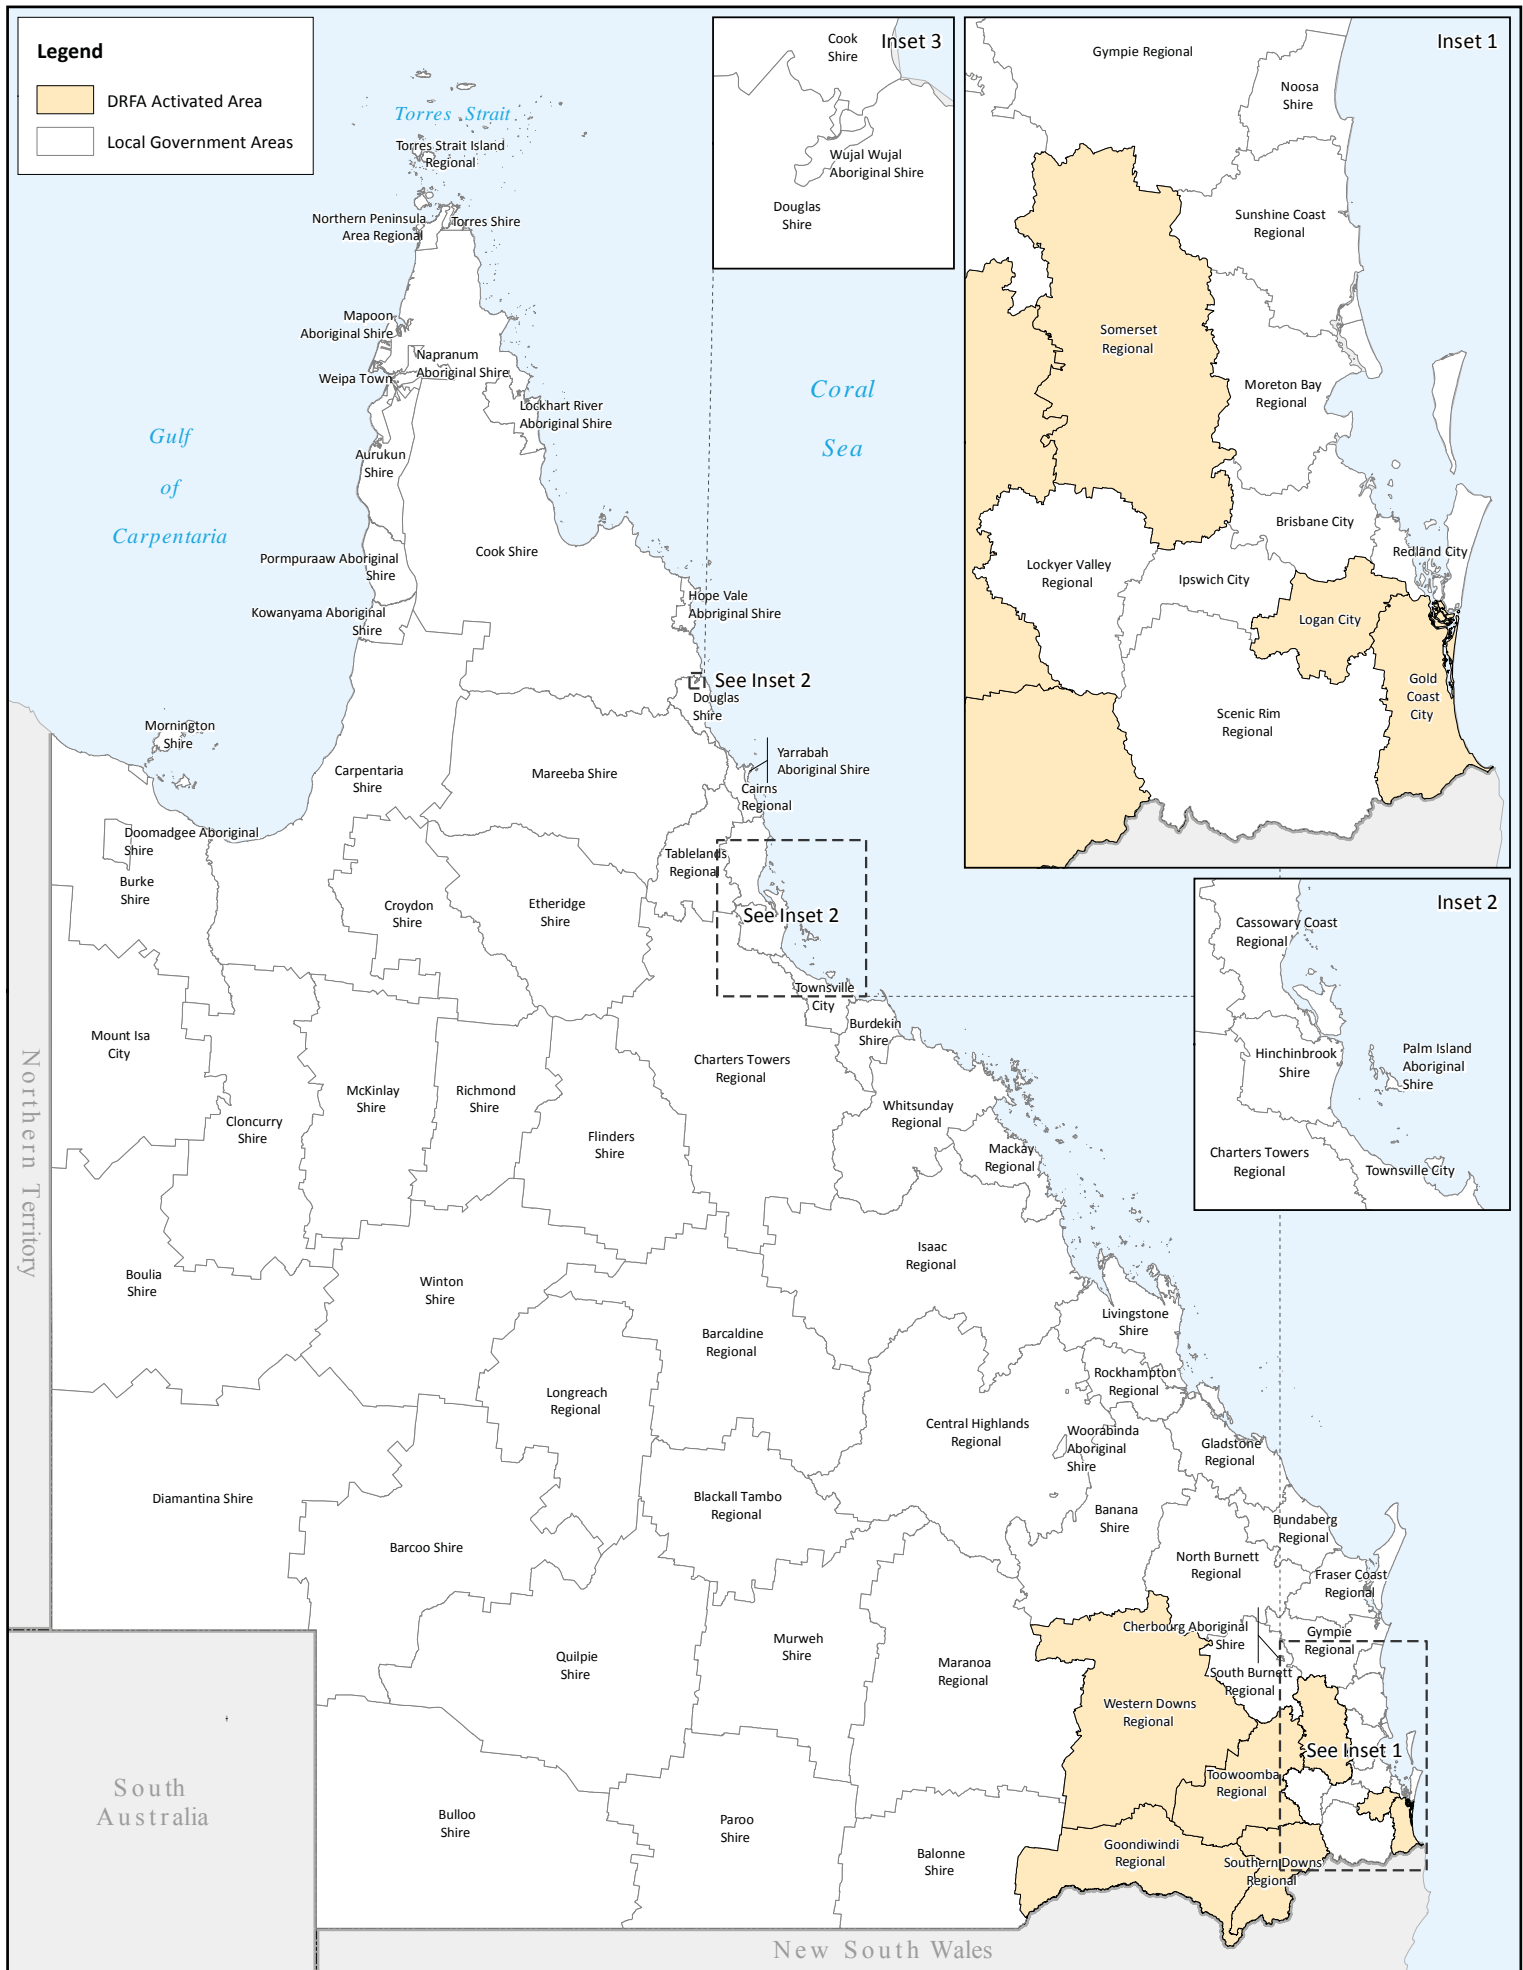 Legend
DRFA Activated Area
Local Government Areas
Inset 3
Cook
Shire
Wujal Wujal
Aboriginal Shire
Douglas
Shire
Inset 1
Gympie Regional
Noosa
Shire
Sunshine Coast
Regional
Somerset
Regional
Moreton Bay
Regional
Brisbane City
Redland City
Lockyer Valley
Regional
Ipswich City
Logan City
Gold
Coast
City
Scenic Rim
Regional
Inset 2
Cassowary Coast
Regional
Hinchinbrook
Shire
Palm Island
Aboriginal
Shire
Charters Towers
Regional
Townsville City
Torres Strait
Torres Strait Island
Regional
Northern Peninsula
Area Regional
Torres Shire
Mapoon
Aboriginal Shire
Napranum
Aboriginal Shire
Weipa Town
Lockhart River
Aboriginal Shire
Coral
Sea
Gulf
of
Carpentaria
Aurukun
Shire
Cook Shire
Pormpuraaw Aboriginal
Shire
Kowanyama Aboriginal
Shire
Hope Vale
Aboriginal Shire
See Inset 2
Douglas
Shire
Mornington
Shire
Carpentaria
Shire
Mareeba Shire
Yarrabah
Aboriginal Shire
Cairns
Regional
Doomadgee Aboriginal
Shire
Burke
Shire
Croydon
Shire
Etheridge
Shire
Tablelands
Regional
See Inset 2
Townsville
City
Burdekin
Shire
Mount Isa
City
Cloncurry
Shire
McKinlay
Shire
Richmond
Shire
Flinders
Shire
Charters Towers
Regional
Whitsunday
Regional
Mackay
Regional
Northern Territory
Boulia
Shire
Winton
Shire
Isaac
Regional
Livingstone
Shire
Barcaldine
Regional
Rockhampton
Regional
Longreach
Regional
Central Highlands
Regional
Woorabinda
Aboriginal
Shire
Gladstone
Regional
Diamantina Shire
Blackall Tambo
Regional
Banana
Shire
Bundaberg
Regional
Barcoo Shire
North Burnett
Regional
Fraser Coast
Regional
Cherbourg Aboriginal
Shire
Gympie
Regional
Quilpie
Shire
Murweh
Shire
Maranoa
Regional
South Burnett
Regional
Western Downs
Regional
See Inset 1
Toowoomba
Regional
South
Australia
Bulloo
Shire
Paroo
Shire
Balonne
Shire
Goondiwindi
Regional
Southern Downs
Regional
New South Wales